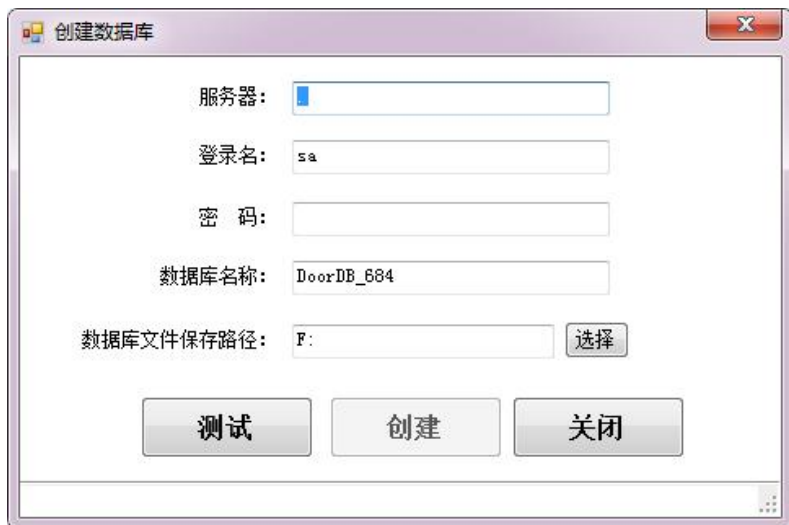 创建数据库
服务器: .
登录名: sa
密 码:
数据库名称: DoorDB_684
数据库文件保存路径: F: 选择
测试 创建 关闭